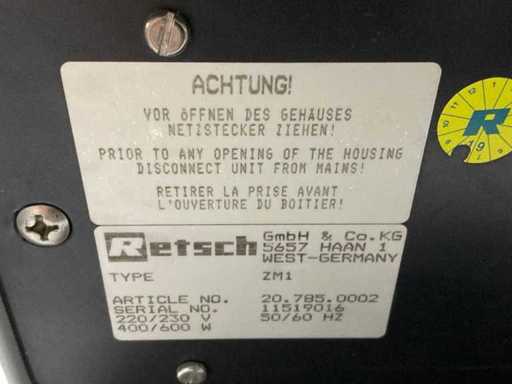 ACHTUNG!
VOR ÖFFNEN DES GEHÄUSES
NETZSTECKER ZIEHEN!
PRIOR TO ANY OPENING OF THE HOUSING
DISCONNECT UNIT FROM MAINS!
RETIRER LA PRISE AVANT
L'OUVERTURE DU BOITIER!
Retsch GmbH & Co.KG
5657 HAAN 1
WEST-GERMANY
TYPE ZM1
ARTICLE NO. 20.785.0002
SERIAL NO. 11519016
220/230 V 50/60 HZ
400/600 W
R